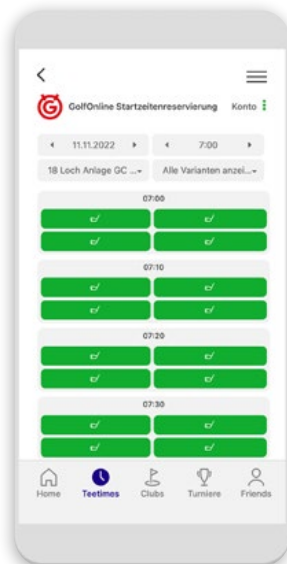 GolfOnline Startzeitenreservierung Konto
11.11.2022 7:00
18 Loch Anlage GC ... Alle Varianten anzei...
07:00
07:10
07:20
07:30
Home Teetimes Clubs Turniere Friends